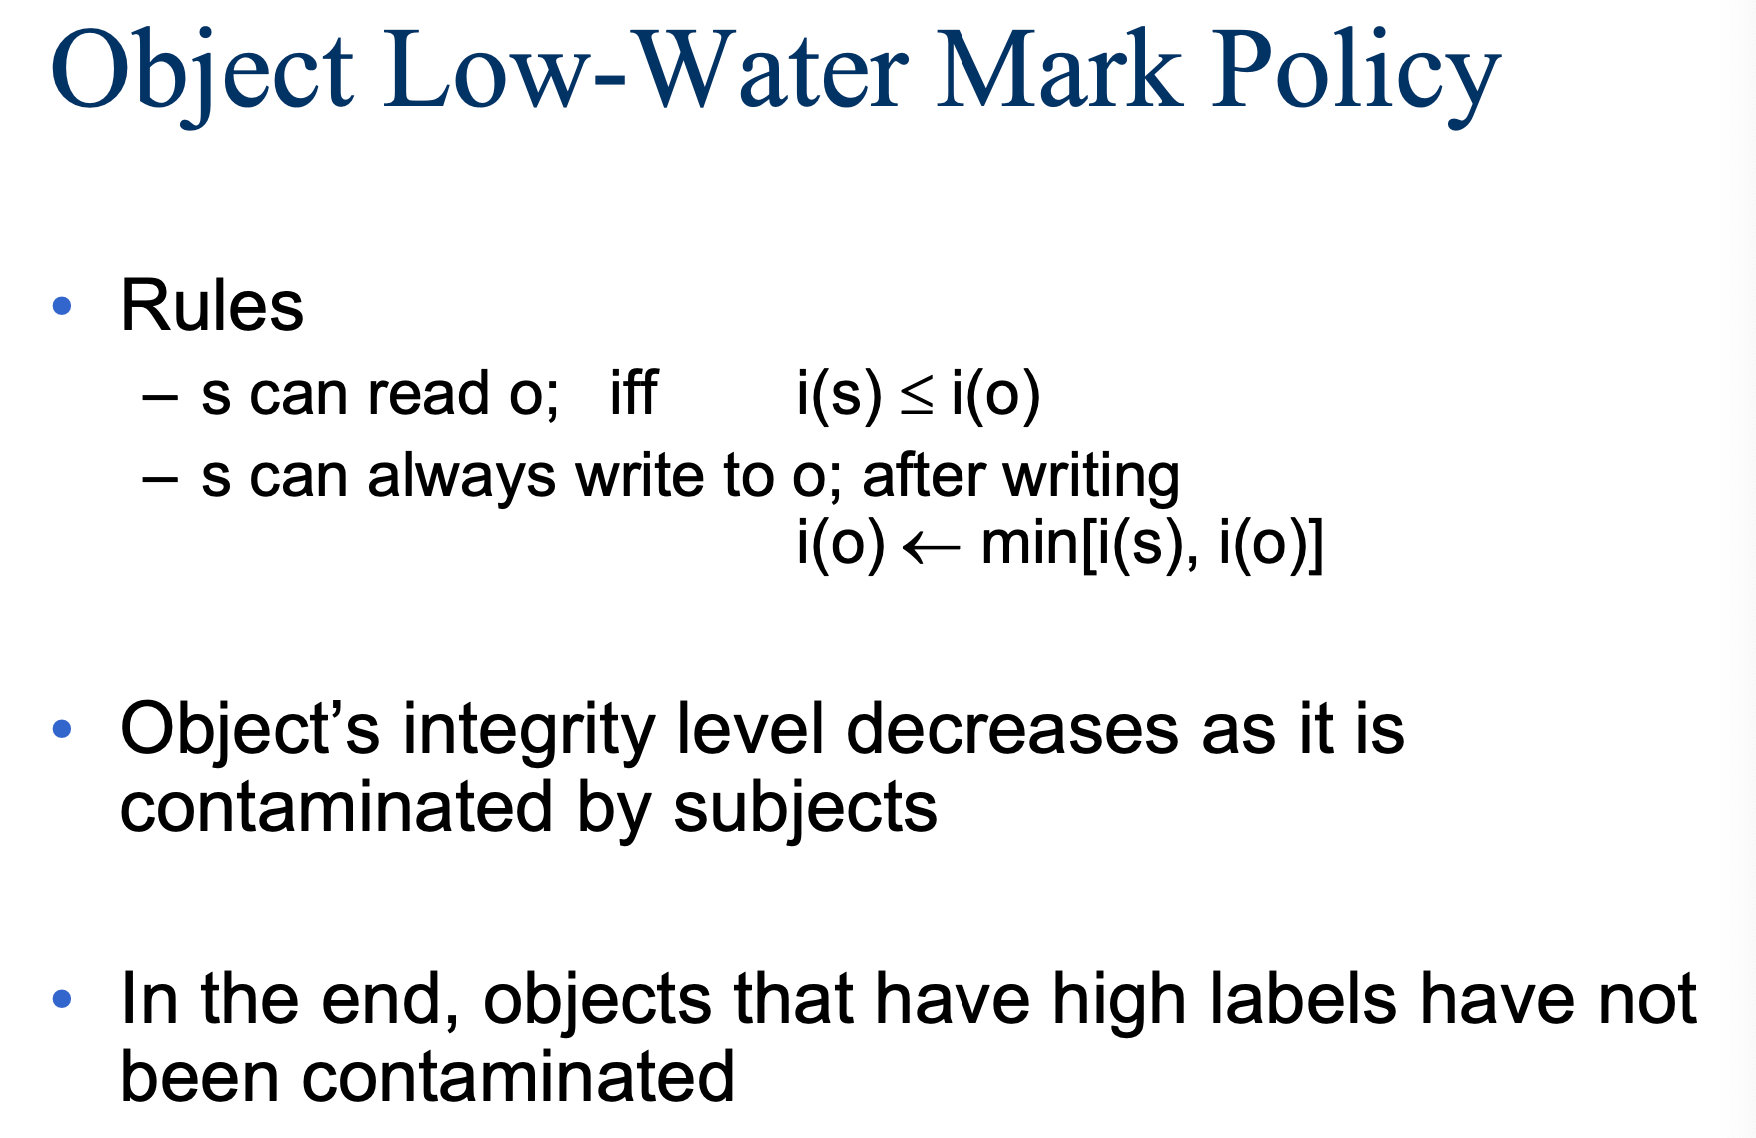 Object Low-Water Mark Policy
• Rules
– s can read o; iff i(s) ≤ i(o)
– s can always write to o; after writing
i(o) ← min[i(s), i(o)]
• Object’s integrity level decreases as it is
contaminated by subjects
• In the end, objects that have high labels have not
been contaminated